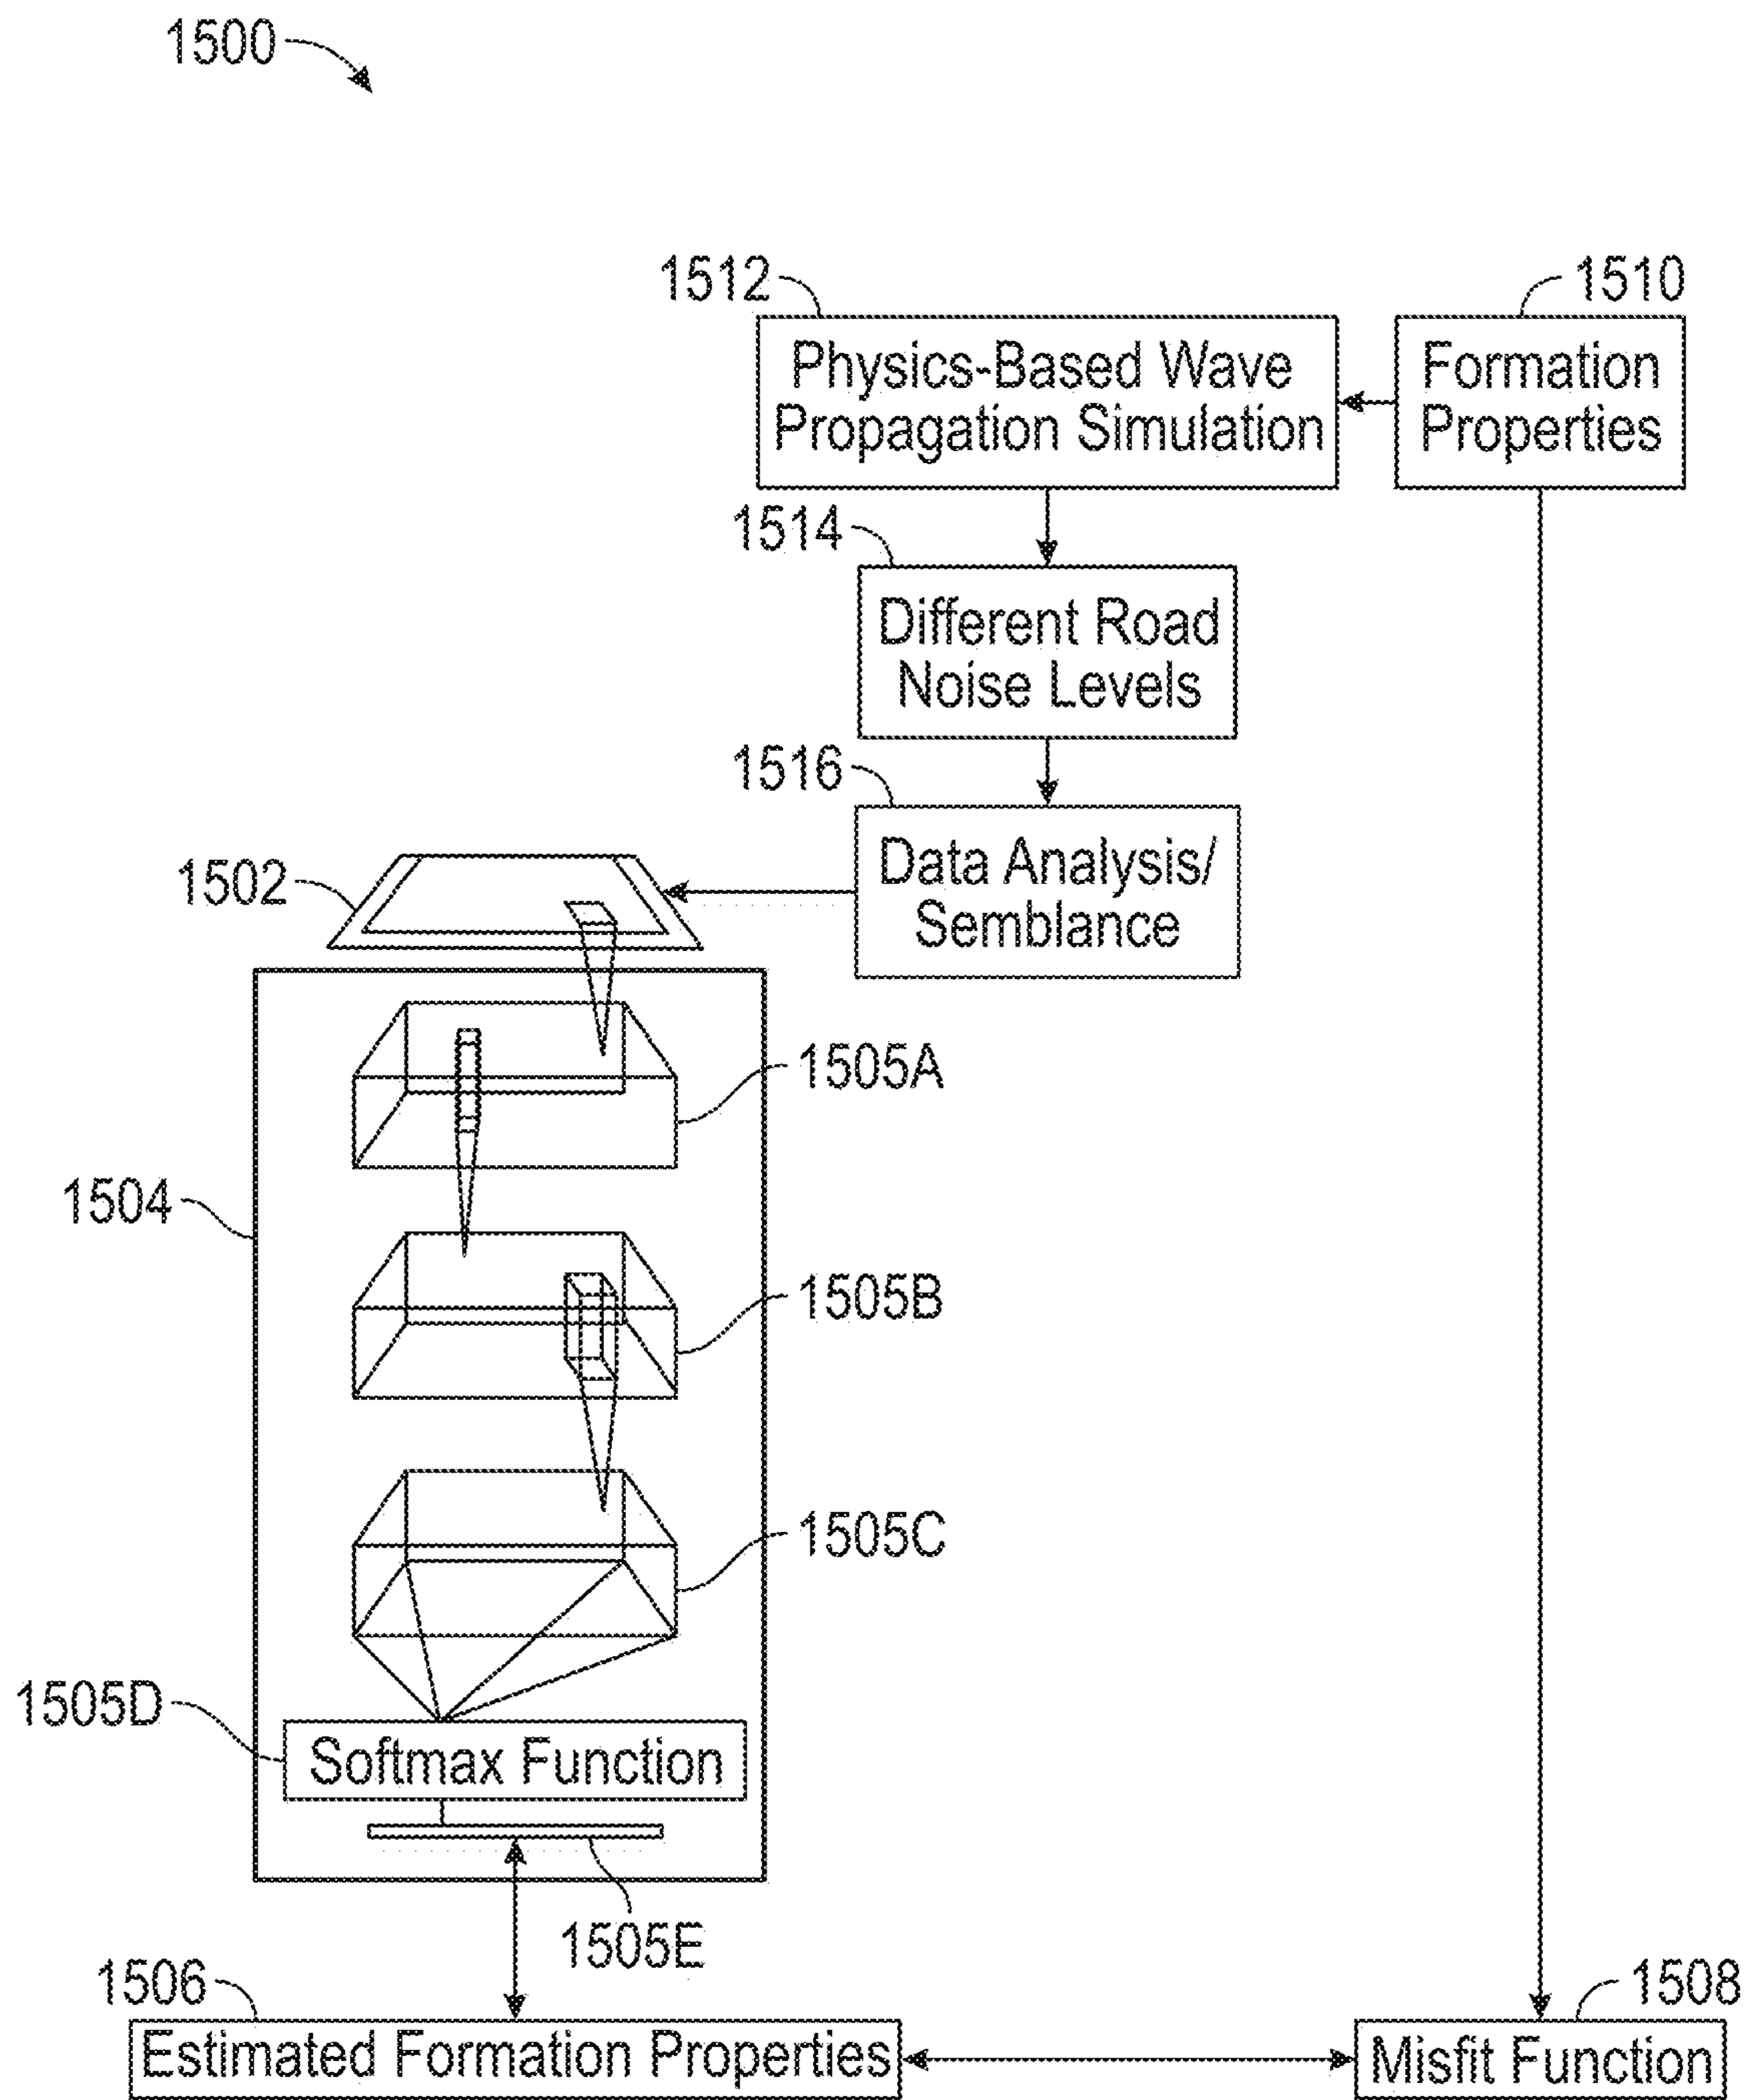 1500
1512
1510
Physics-Based Wave
Propagation Simulation
Formation
Properties
1514
Different Road
Noise Levels
1516
Data Analysis/
Semblance
1502
1505A
1504
1505B
1505C
1505D
Softmax Function
1505E
1506
1508
Estimated Formation Properties
Misfit Function